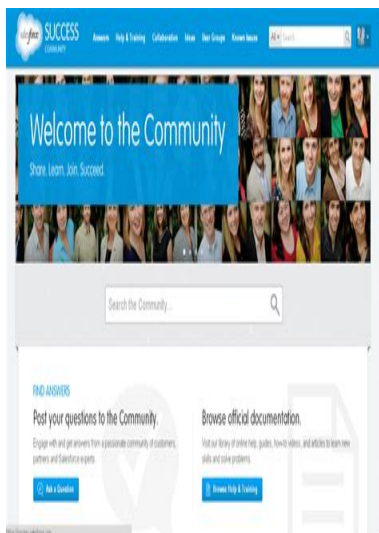 salesforce
SUCCESS
COMMUNITY
Answers Help & Training Collaboration Ideas User Groups Known Issues
All Search
Welcome to the Community
Share. Learn. Join. Succeed.
Search the Community...
FIND ANSWERS
Post your questions to the Community.
Engage with and get answers from a passionate community of customers,
partners and Salesforce experts.
Ask a Question
Browse official documentation.
Visit our library of online help, guides, how-to videos, and articles to learn new
skills and solve problems.
Browse Help & Training